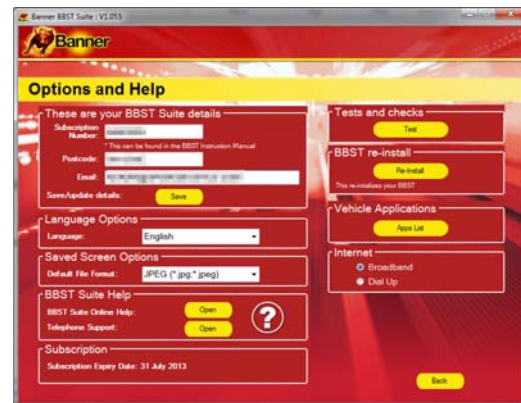 Banner BBST Suite : V1.055
Banner
Options and Help
These are your BBST Suite details
Subscription
Number:
* This can be found in the BBST Instruction Manual
Postcode:
Email:
Save/update details:
Save
Language Options
Language:
English
Saved Screen Options
Default File Format:
JPEG (*.jpg;*.jpeg)
BBST Suite Help
BBST Suite Online Help:
Open
Telephone Support:
Open
?
Subscription
Subscription Expiry Date: 31 July 2013
Tests and checks
Test
BBST re-install
Re-Install
This re-initialises your BBST
Vehicle Applications
Apps List
Internet
Broadband
Dial Up
Back